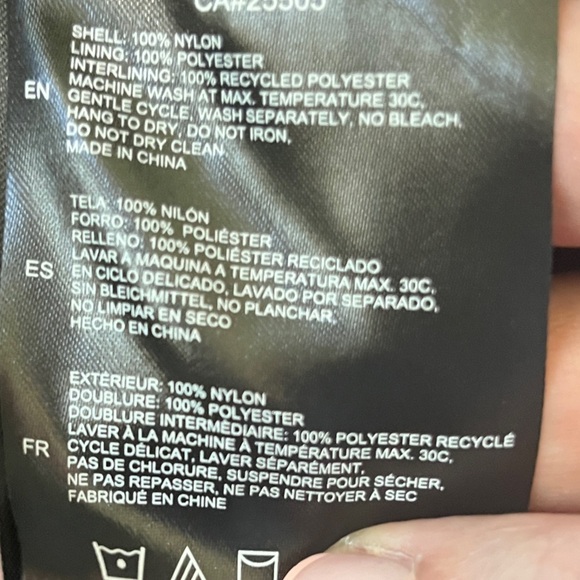 CA#25505
SHELL: 100% NYLON
LINING: 100% POLYESTER
INTERLINING: 100% RECYCLED POLYESTER
MACHINE WASH AT MAX. TEMPERATURE 30C,
EN
GENTLE CYCLE, WASH SEPARATELY, NO BLEACH,
HANG TO DRY, DO NOT IRON,
DO NOT DRY CLEAN
MADE IN CHINA
TELA: 100% NILÓN
FORRO: 100% POLIÉSTER
RELLENO: 100% POLIÉSTER RECICLADO
LAVAR A MAQUINA A TEMPERATURA MAX. 30C,
ES
EN CICLO DELICADO, LAVADO POR SEPARADO,
SIN BLEICHMITTEL, NO PLANCHAR,
NO LIMPIAR EN SECO
HECHO EN CHINA
EXTÉRIEUR: 100% NYLON
DOUBLURE: 100% POLYESTER
DOUBLURE INTERMÉDIAIRE: 100% POLYESTER RECYCLÉ
LAVER À LA MACHINE À TEMPÉRATURE MAX. 30C,
FR
CYCLE DÉLICAT, LAVER SÉPARÉMENT,
PAS DE CHLORURE, SUSPENDRE POUR SÉCHER,
NE PAS REPASSER, NE PAS NETTOYER À SEC
FABRIQUÉ EN CHINE